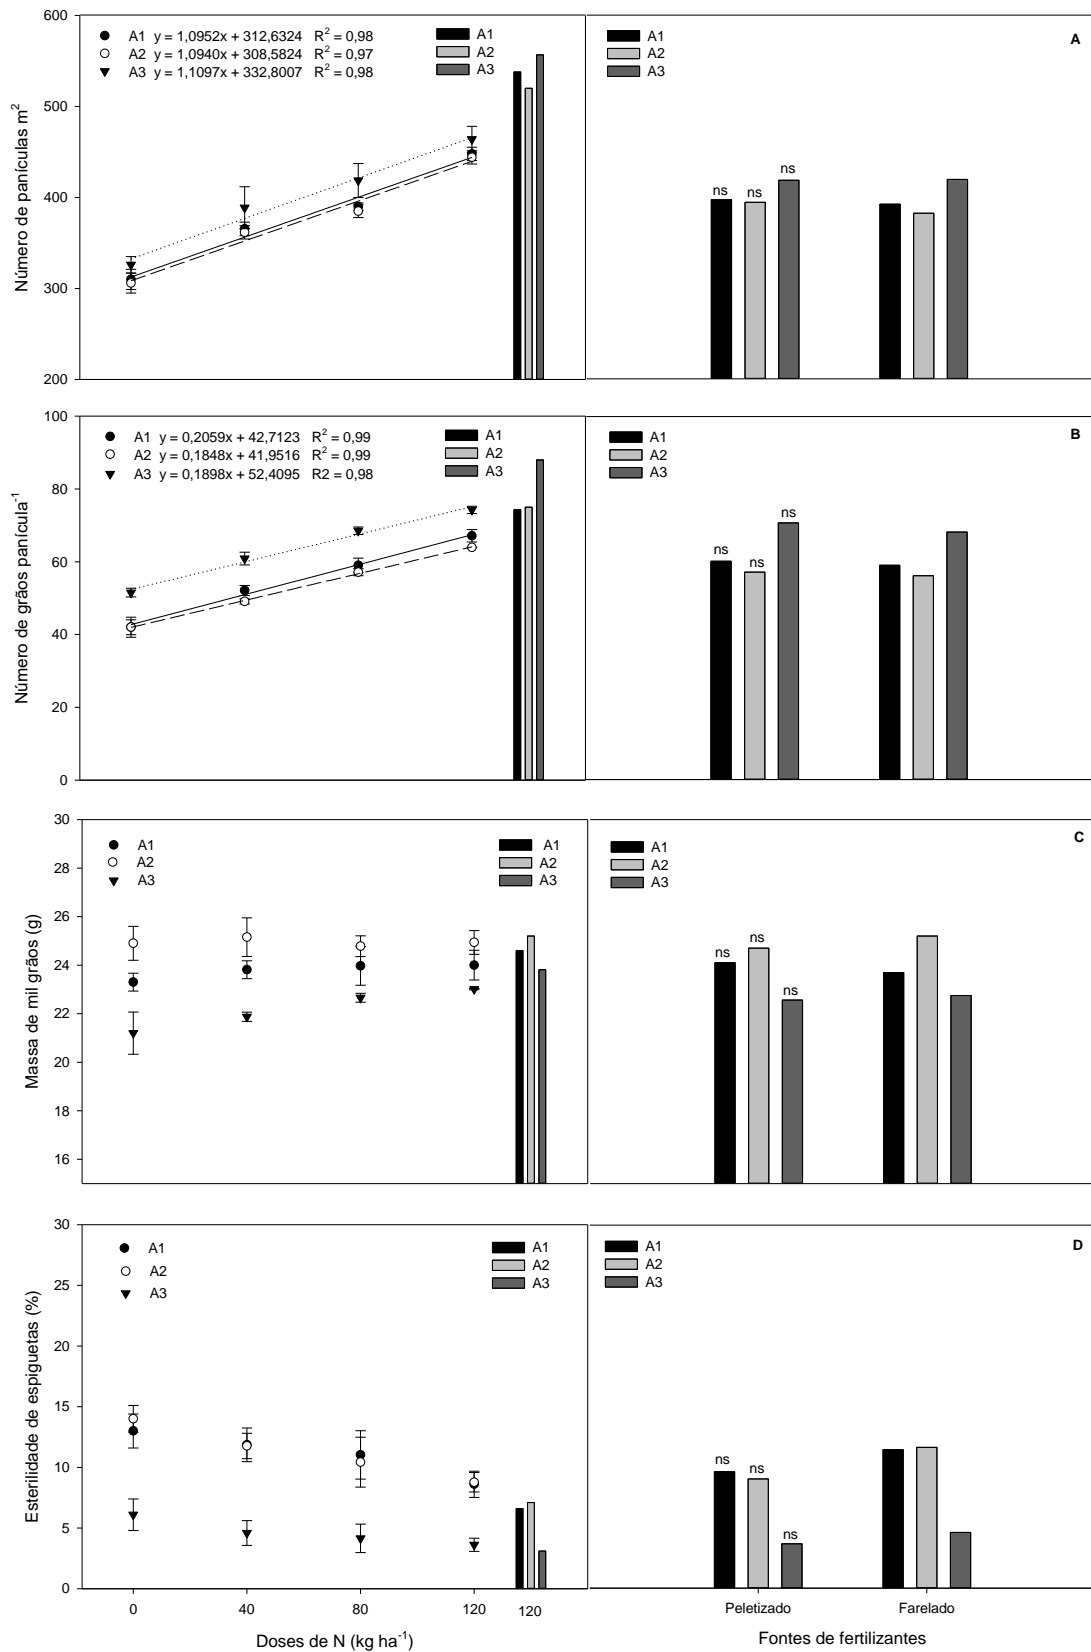 600
500
400
300
200
Número de panículas m²
A1 y = 1,0952x + 312,6324 R² = 0,98
A2 y = 1,0940x + 308,5824 R² = 0,97
A3 y = 1,1097x + 332,8007 R² = 0,98
A1
A2
A3
A1
A2
A3
A
ns
ns
ns
100
80
60
40
20
0
Número de grãos panícula⁻¹
A1 y = 0,2059x + 42,7123 R² = 0,99
A2 y = 0,1848x + 41,9516 R² = 0,99
A3 y = 0,1898x + 52,4095 R2 = 0,98
A1
A2
A3
A1
A2
A3
B
ns
ns
ns
30
28
26
24
22
20
18
16
Massa de mil grãos (g)
A1
A2
A3
A1
A2
A3
A1
A2
A3
C
ns
ns
ns
30
25
20
15
10
5
0
Esterilidade de espiguetas (%)
A1
A2
A3
A1
A2
A3
A1
A2
A3
D
ns
ns
ns
0 40 80 120 120
Doses de N (kg ha⁻¹)
Peletizado Farelado
Fontes de fertilizantes